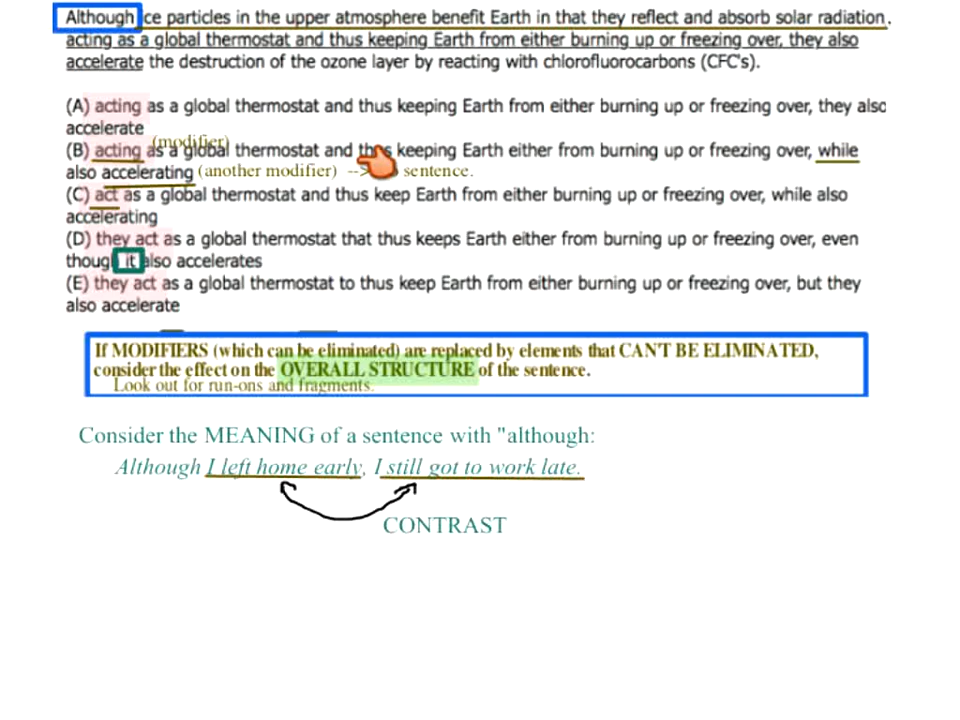 Although ice particles in the upper atmosphere benefit Earth in that they reflect and absorb solar radiation,
acting as a global thermostat and thus keeping Earth from either burning up or freezing over, they also
accelerate the destruction of the ozone layer by reacting with chlorofluorocarbons (CFC's).
(A) acting as a global thermostat and thus keeping Earth from either burning up or freezing over, they also
accelerate
(modifier)
(B) acting as a global thermostat and thus keeping Earth either from burning up or freezing over, while
also accelerating (another modifier) --> sentence.
(C) act as a global thermostat and thus keep Earth from either burning up or freezing over, while also
accelerating
(D) they act as a global thermostat that thus keeps Earth either from burning up or freezing over, even
though it also accelerates
(E) they act as a global thermostat to thus keep Earth from either burning up or freezing over, but they
also accelerate
If MODIFIERS (which can be eliminated) are replaced by elements that CAN'T BE ELIMINATED,
consider the effect on the OVERALL STRUCTURE of the sentence.
Look out for run-ons and fragments.
Consider the MEANING of a sentence with "although:
Although I left home early, I still got to work late.
CONTRAST